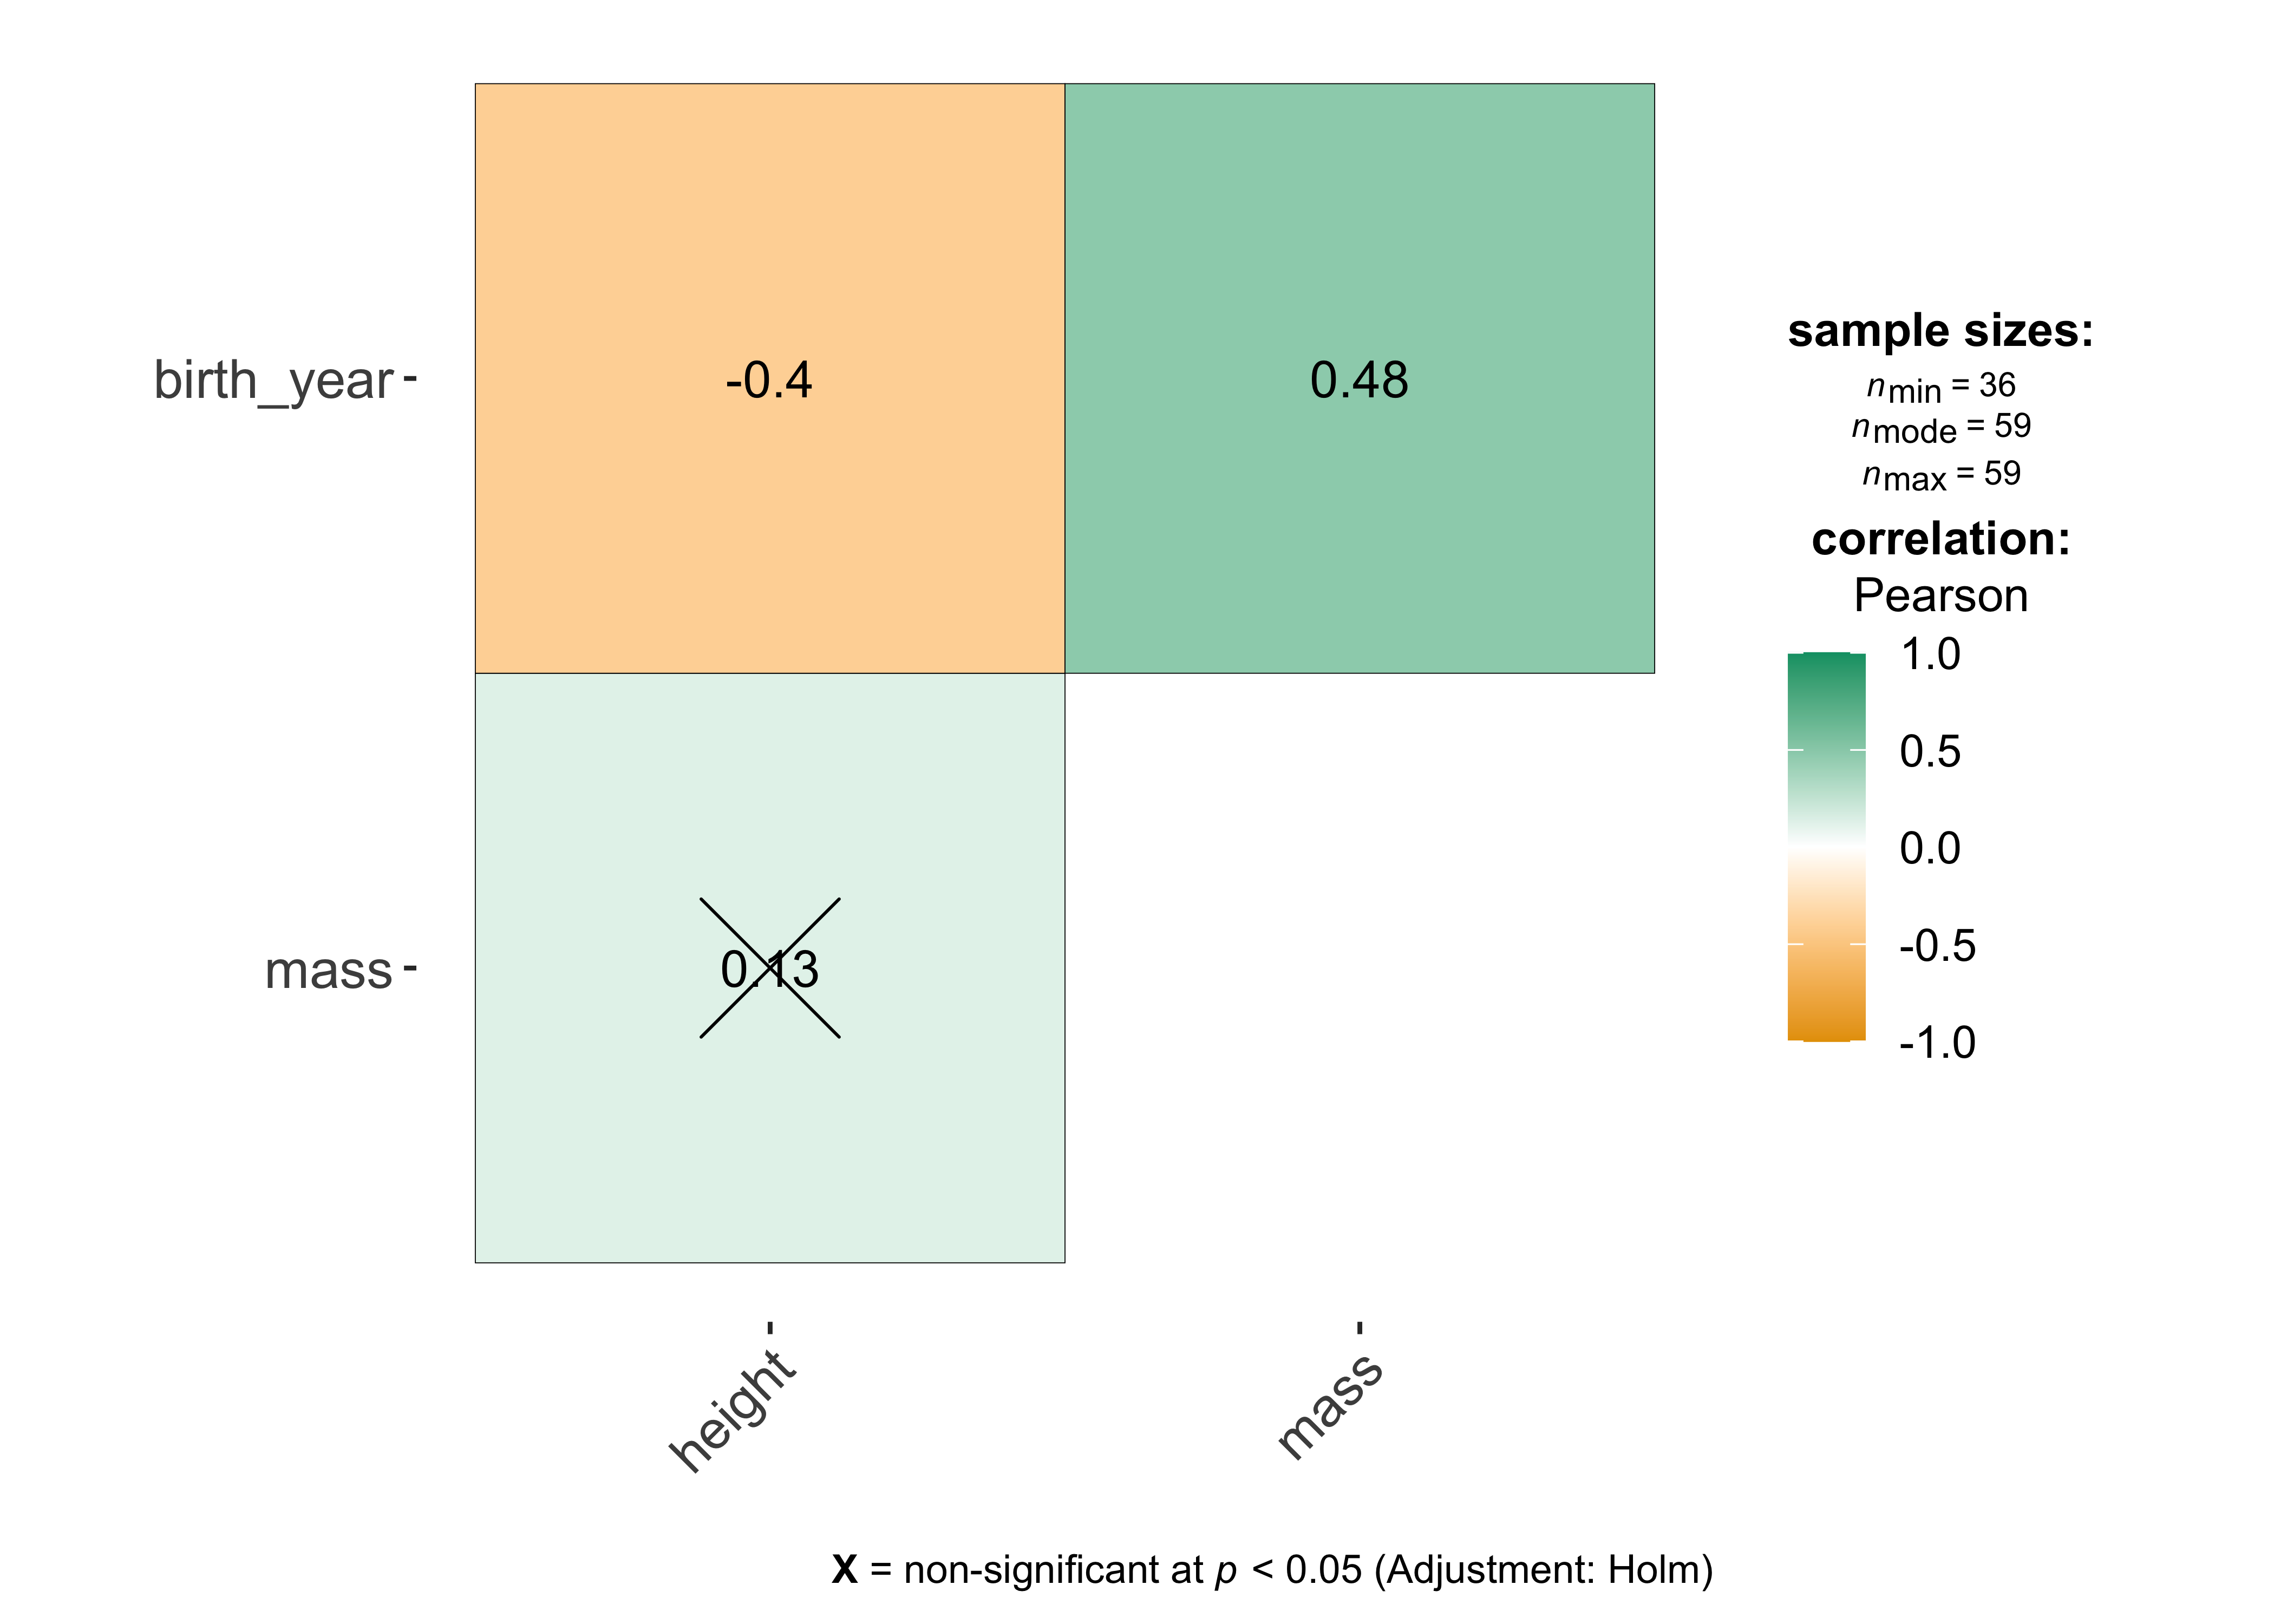 birth_year
-0.4
0.48
mass
0.13
height
mass
sample sizes:
nmin = 36
nmode = 59
nmax = 59
correlation:
Pearson
1.0
0.5
0.0
-0.5
-1.0
X = non-significant at p < 0.05 (Adjustment: Holm)